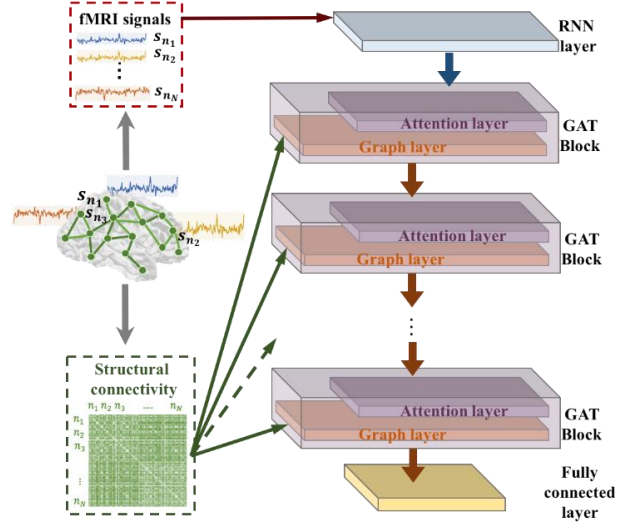 fMRI signals
s_{n_1}
s_{n_2}
⋮
s_{n_N}
RNN
layer
Attention layer
Graph layer
GAT
Block
s_{n_1}
s_{n_3}
s_{n_2}
Attention layer
Graph layer
GAT
Block
⋮
Structural
connectivity
n_1 n_2 n_3 .... n_N
n_1
n_2
n_3
⋮
n_N
Attention layer
Graph layer
GAT
Block
Fully
connected
layer